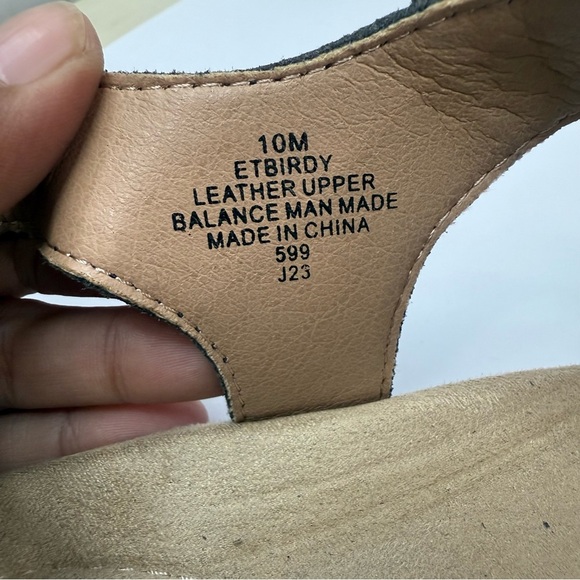 10M
ETBIRDY
LEATHER UPPER
BALANCE MAN MADE
MADE IN CHINA
599
J23